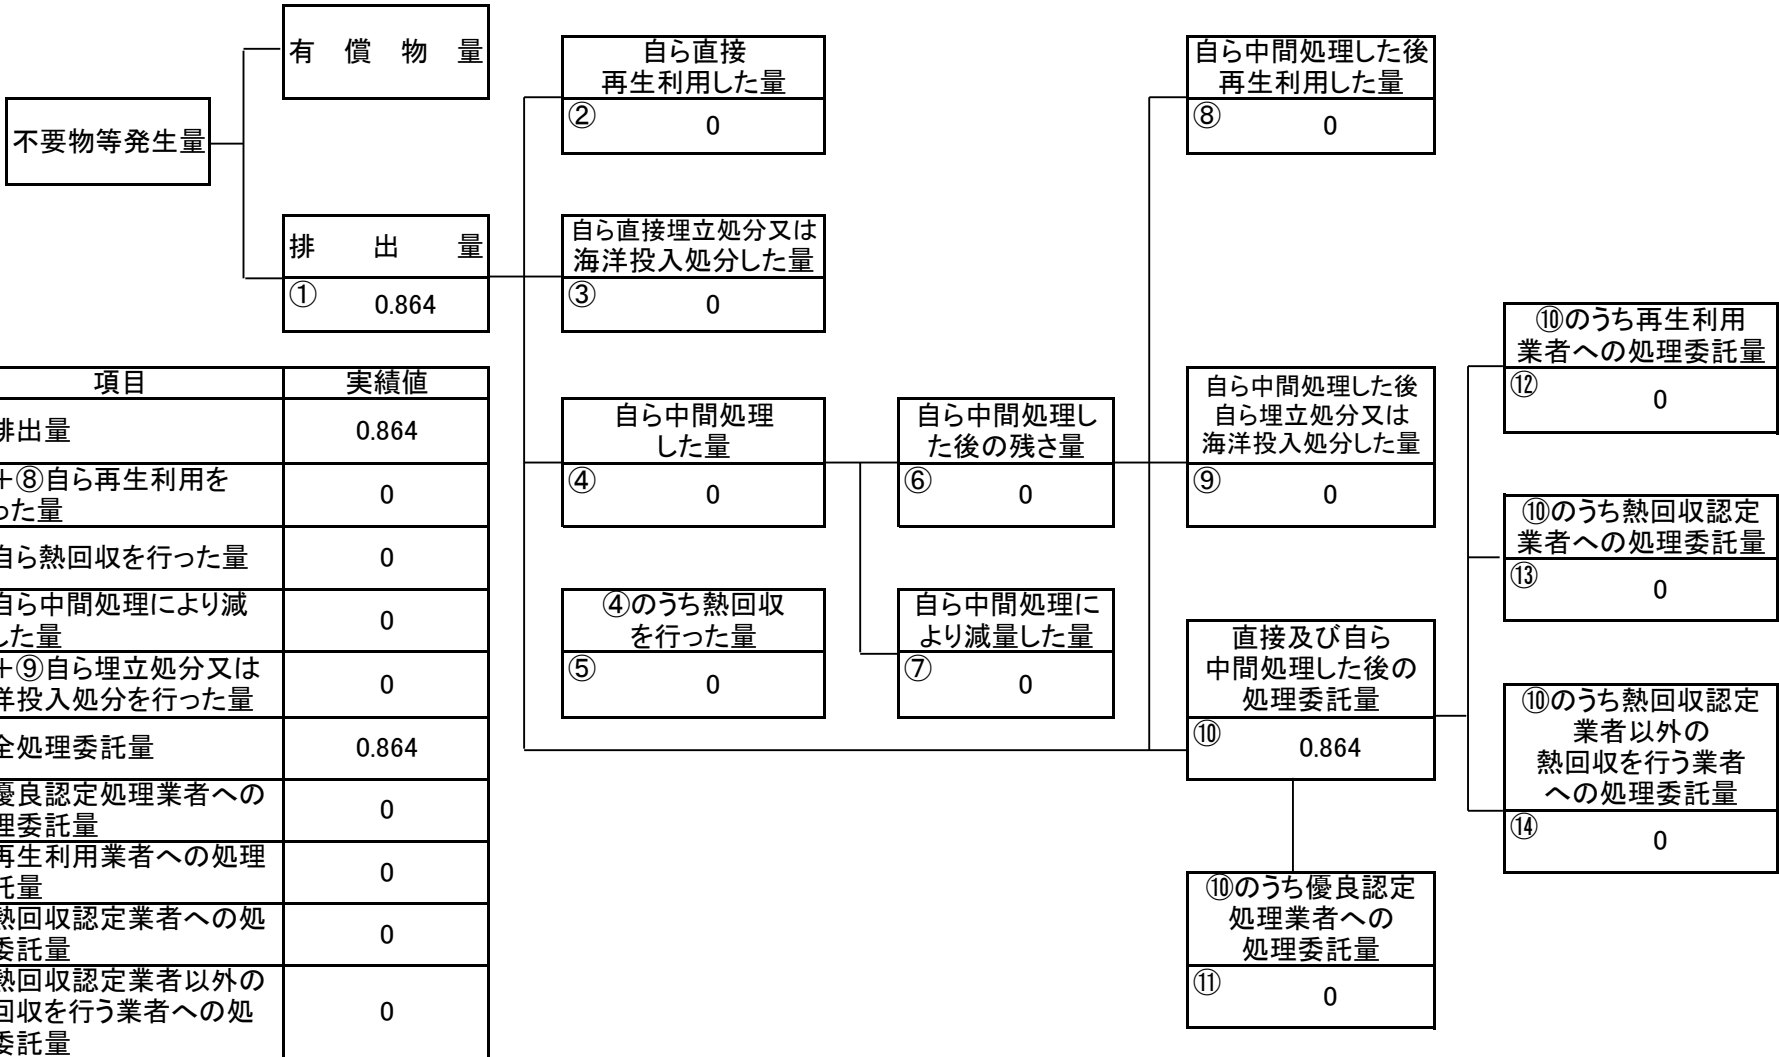 不要物等発生量
有 償 物 量
排 出 量
① 0.864
自ら直接
再生利用した量
② 0
自ら直接埋立処分又は
海洋投入処分した量
③ 0
自ら中間処理
した量
④ 0
④のうち熱回収
を行った量
⑤ 0
自ら中間処理し
た後の残さ量
⑥ 0
自ら中間処理に
より減量した量
⑦ 0
自ら中間処理した後
再生利用した量
⑧ 0
自ら中間処理した後
自ら埋立処分又は
海洋投入処分した量
⑨ 0
直接及び自ら
中間処理した後の
処理委託量
⑩ 0.864
⑩のうち優良認定
処理業者への
処理委託量
⑪ 0
⑩のうち再生利用
業者への処理委託量
⑫ 0
⑩のうち熱回収認定
業者への処理委託量
⑬ 0
⑩のうち熱回収認定
業者以外の
熱回収を行う業者
への処理委託量
⑭ 0
項目 実績値
排出量 0.864
+⑧自ら再生利用を
った量
0
自ら熱回収を行った量 0
自ら中間処理により減
した量
0
+⑨自ら埋立処分又は
洋投入処分を行った量
0
全処理委託量 0.864
優良認定処理業者への
理委託量
0
再生利用業者への処理
託量
0
熱回収認定業者への処
委託量
0
熱回収認定業者以外の
回収を行う業者への処
委託量
0